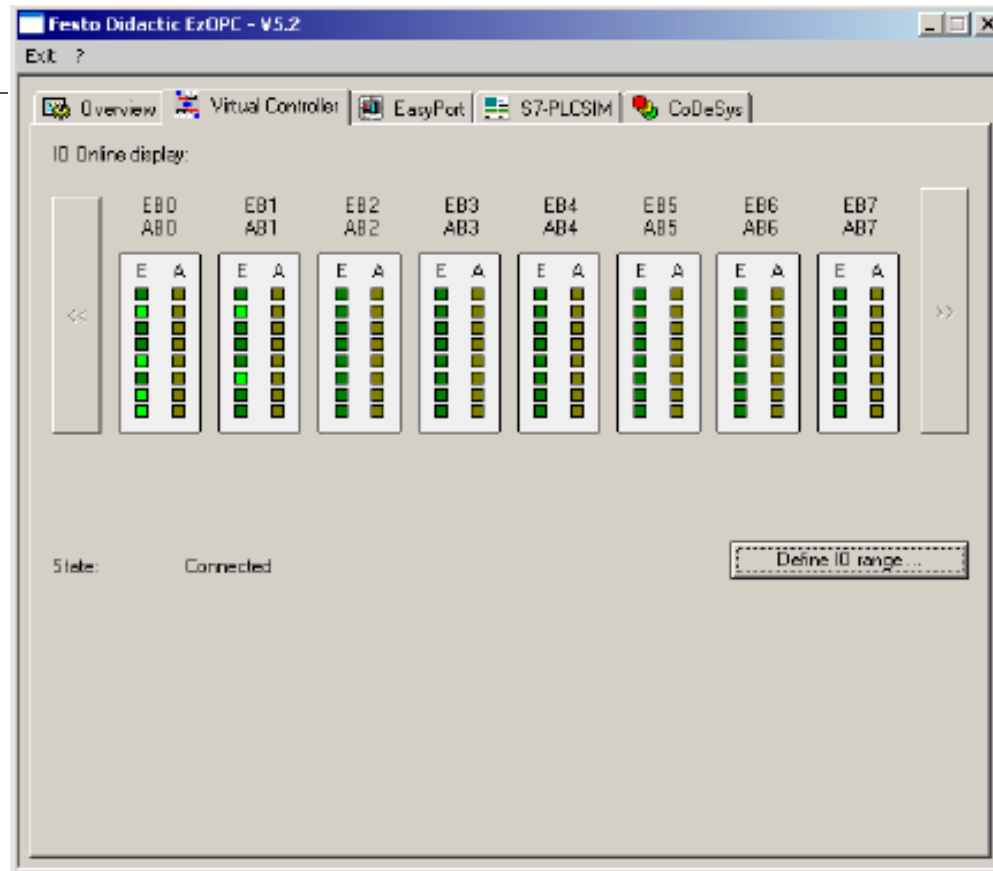 Festo Didactic EzOPC - V5.2
Exit ?
Overview Virtual Controller EasyPort S7-PLCSIM CoDeSys
IO Online display:
EB0 EB1 EB2 EB3 EB4 EB5 EB6 EB7
AB0 AB1 AB2 AB3 AB4 AB5 AB6 AB7
E A E A E A E A E A E A E A E A
<< >>
State: Connected Define IO range...